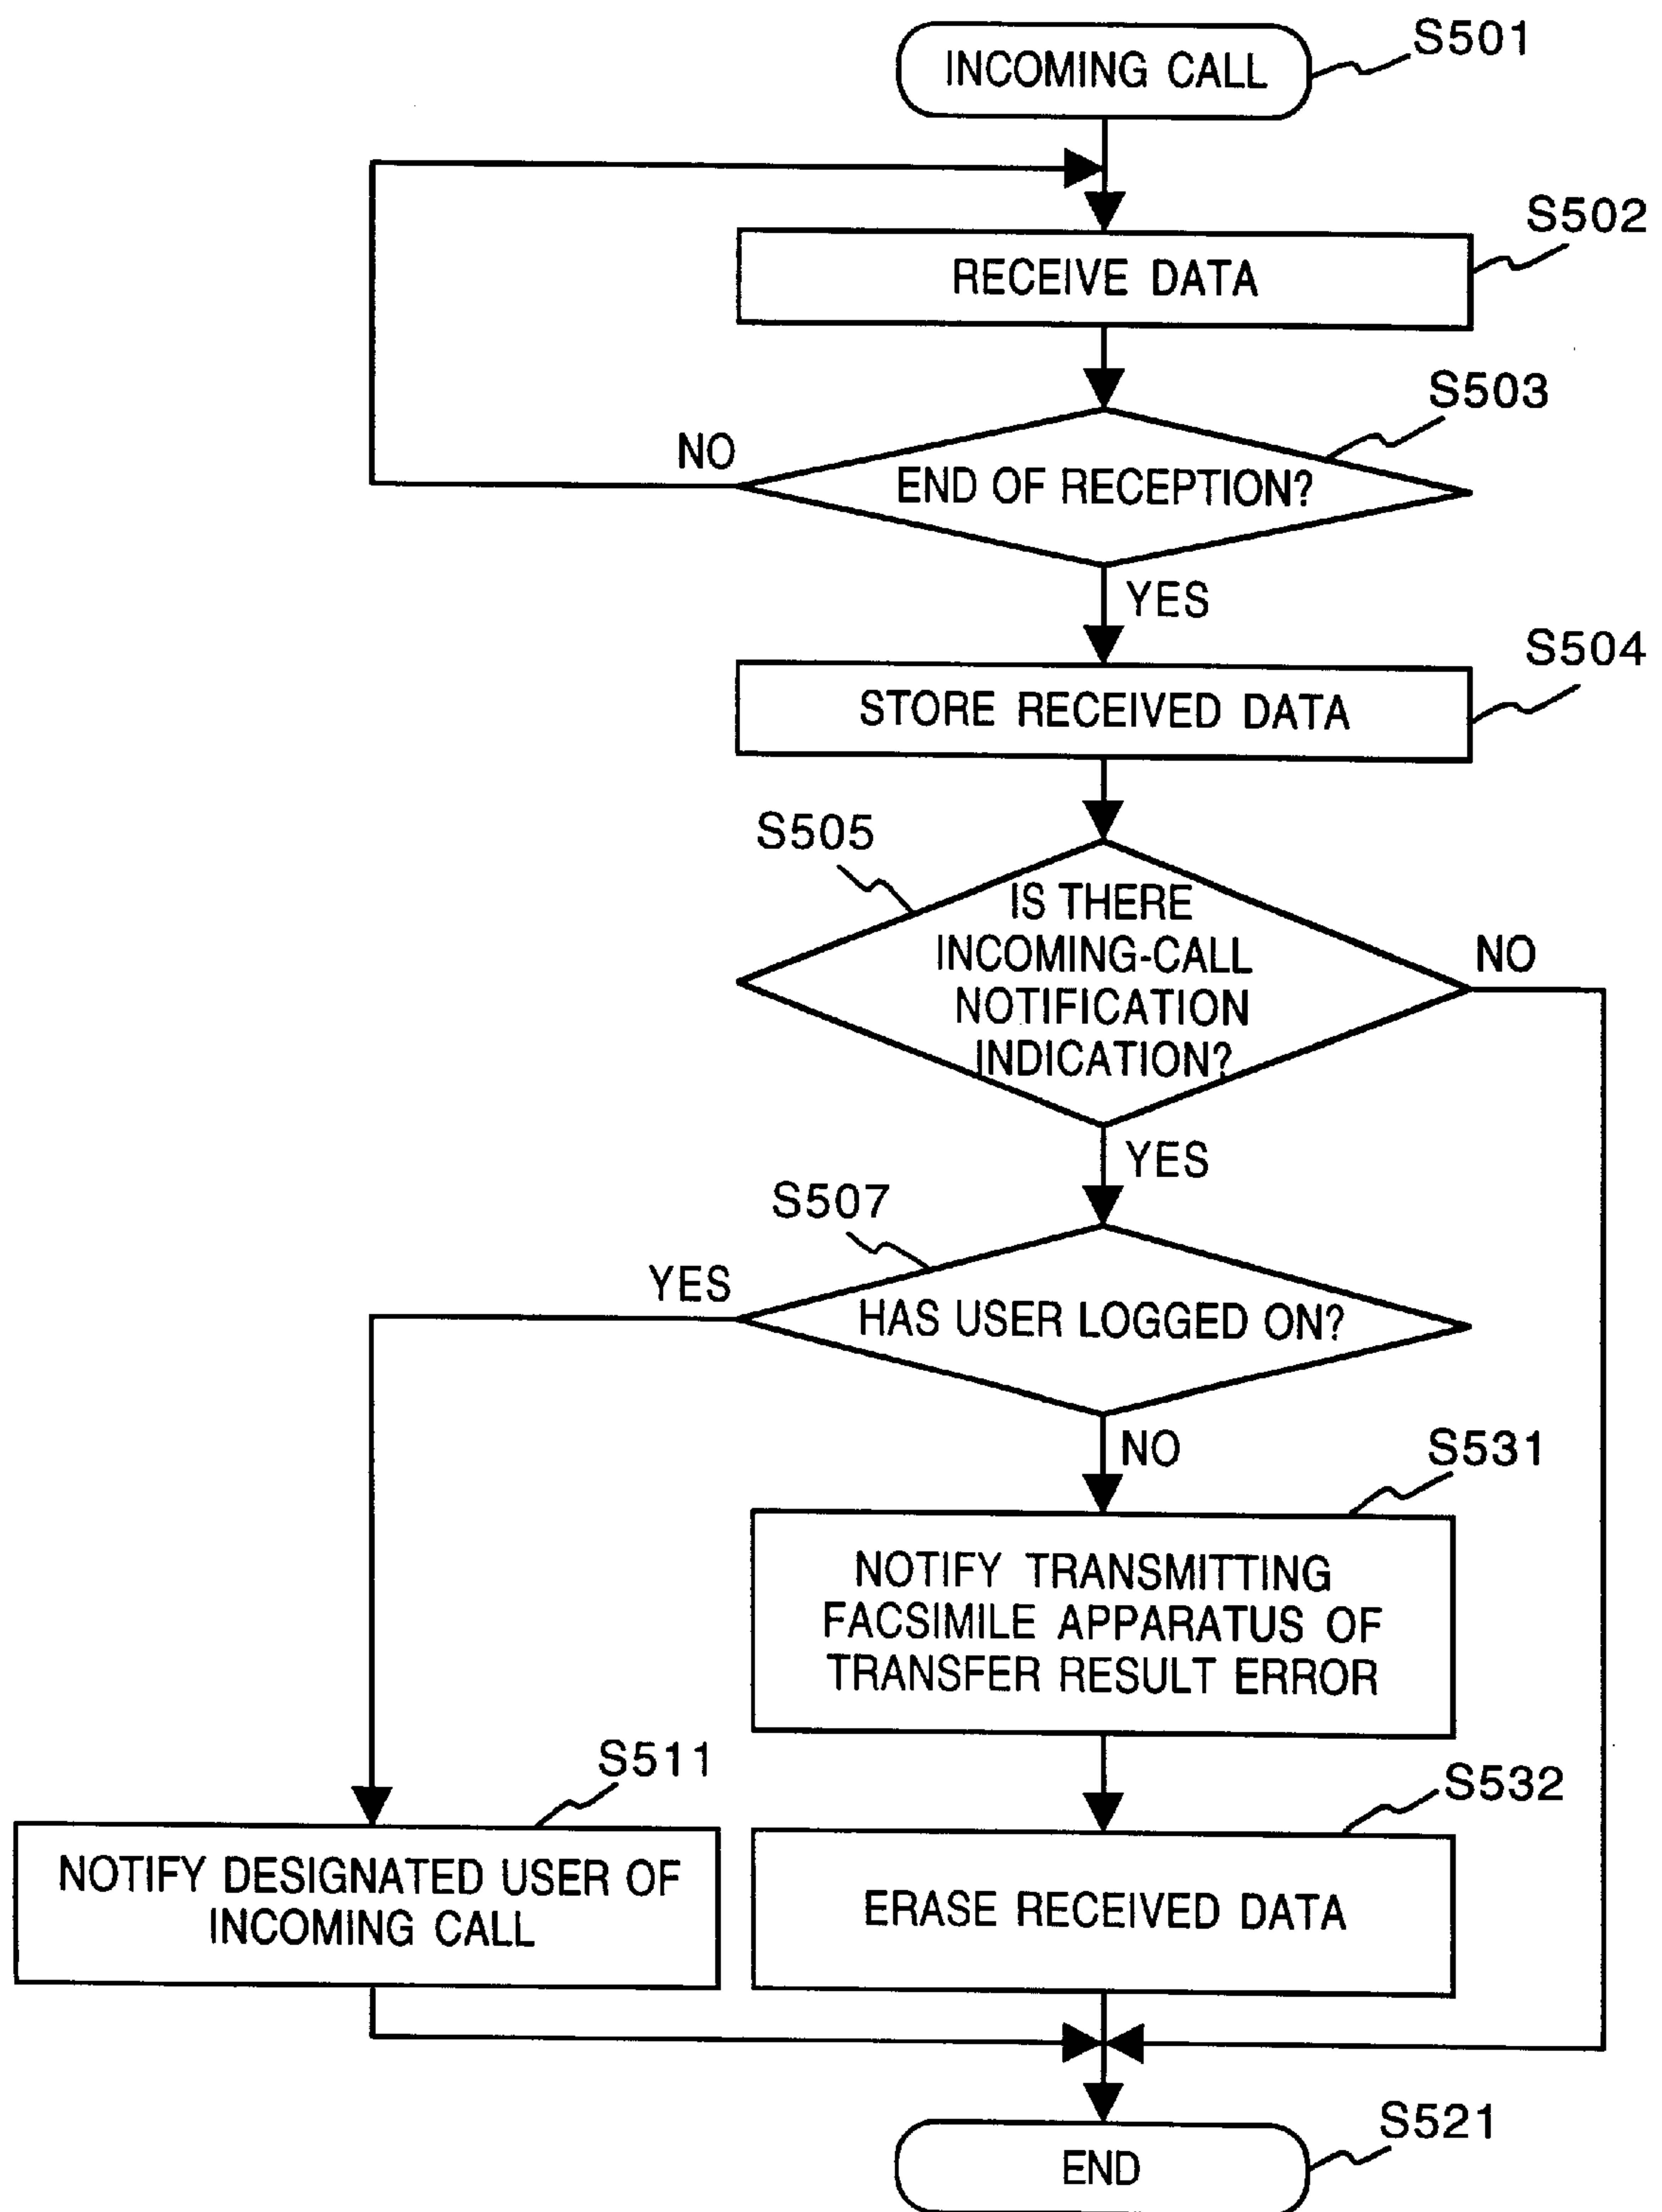 S501
INCOMING CALL
S502
RECEIVE DATA
S503
NO
END OF RECEPTION?
YES
S504
STORE RECEIVED DATA
S505
IS THERE
INCOMING-CALL
NOTIFICATION
INDICATION?
NO
YES
S507
YES
HAS USER LOGGED ON?
NO
S531
NOTIFY TRANSMITTING
FACSIMILE APPARATUS OF
TRANSFER RESULT ERROR
S511
NOTIFY DESIGNATED USER OF
INCOMING CALL
S532
ERASE RECEIVED DATA
S521
END